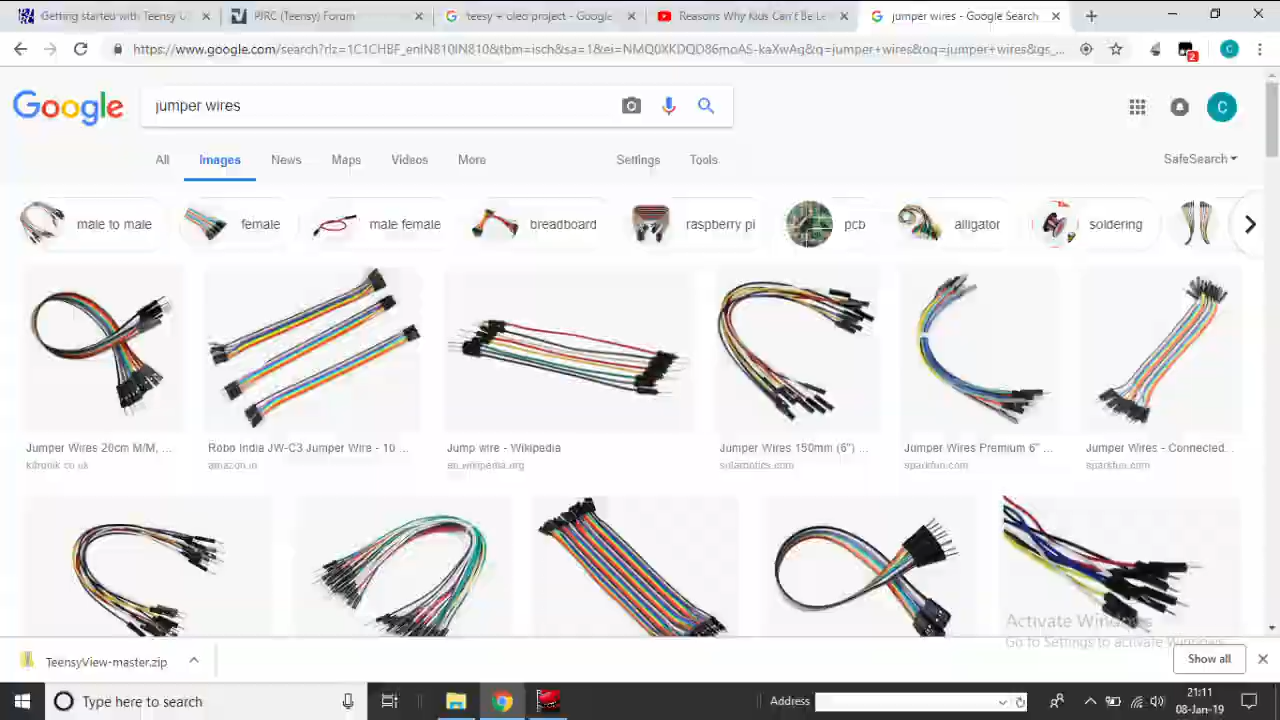 Getting started with Teensy
PJRC (Teensy) Forum
teesy + oled project - Google
Reasons Why Kids Can't Be Le
jumper wires - Google Search
https://www.google.com/search?rlz=1C1CHBF_enIN810IN810&tbm=isch&sa=1&ei=NMQ0XKDQD86moAS-kaXwAg&q=jumper+wires&oq=jumper+wires&gs_...
2
C
Google
jumper wires
C
All Images News Maps Videos More Settings Tools SafeSearch
male to male female male female breadboard raspberry pi pcb alligator soldering
Jumper Wires 20cm M/M, ... Robo India JW-C3 Jumper Wire - 10 ... Jump wire - Wikipedia Jumper Wires 150mm (6") ... Jumper Wires Premium 6" ... Jumper Wires - Connected...
kitronik.co.uk amazon.in en.wikipedia.org solarbotics.com sparkfun.com sparkfun.com
Activate Windows
Go to Settings to activate Windows.
TeensyView-master.zip Show all
Type here to search
Address
21:11
08-Jan-19